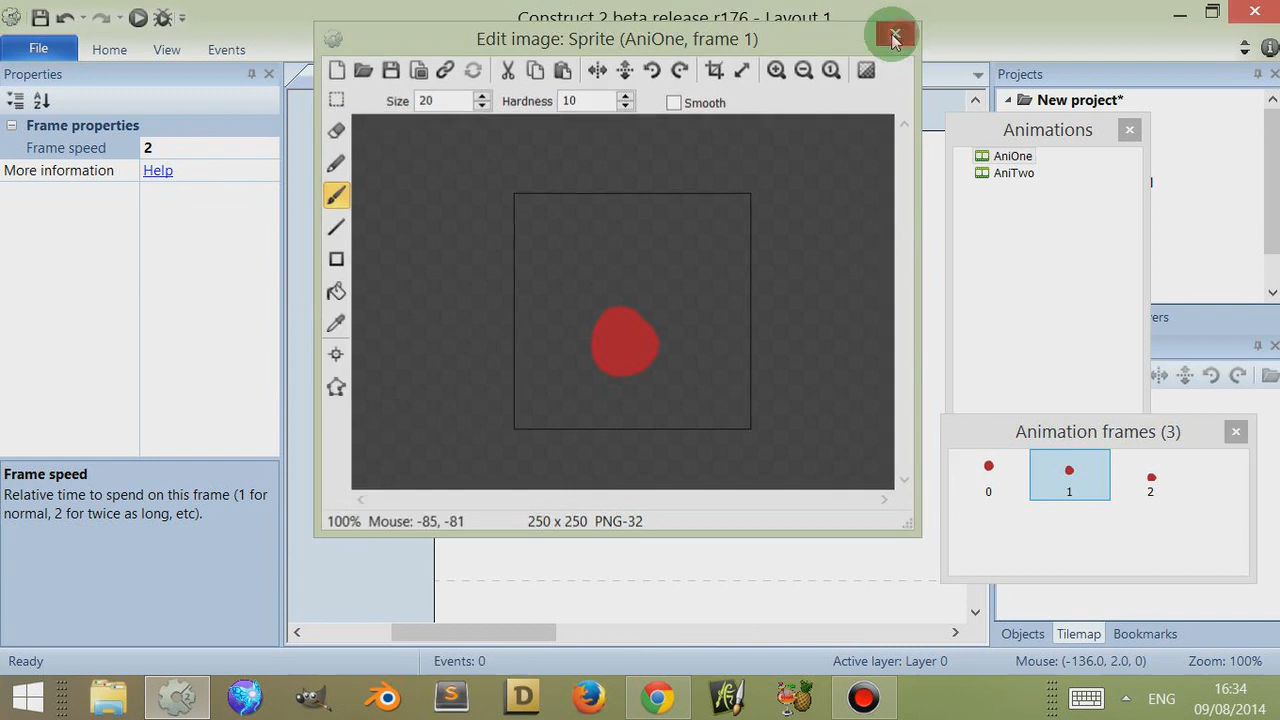 Construct 2 beta release r176 - Layout 1
File
Home
View
Events
Properties
Frame properties
Frame speed 2
More information Help
Frame speed
Relative time to spend on this frame (1 for
normal, 2 for twice as long, etc).
Edit image: Sprite (AniOne, frame 1)
Size 20 Hardness 10 Smooth
100% Mouse: -85, -81 250 x 250 PNG-32
Projects
New project*
Animations
AniOne
AniTwo
Animation frames (3)
0 1 2
Objects Tilemap Bookmarks
Ready Events: 0 Active layer: Layer 0 Mouse: (-136.0, 2.0, 0) Zoom: 100%
ENG
16:34
09/08/2014